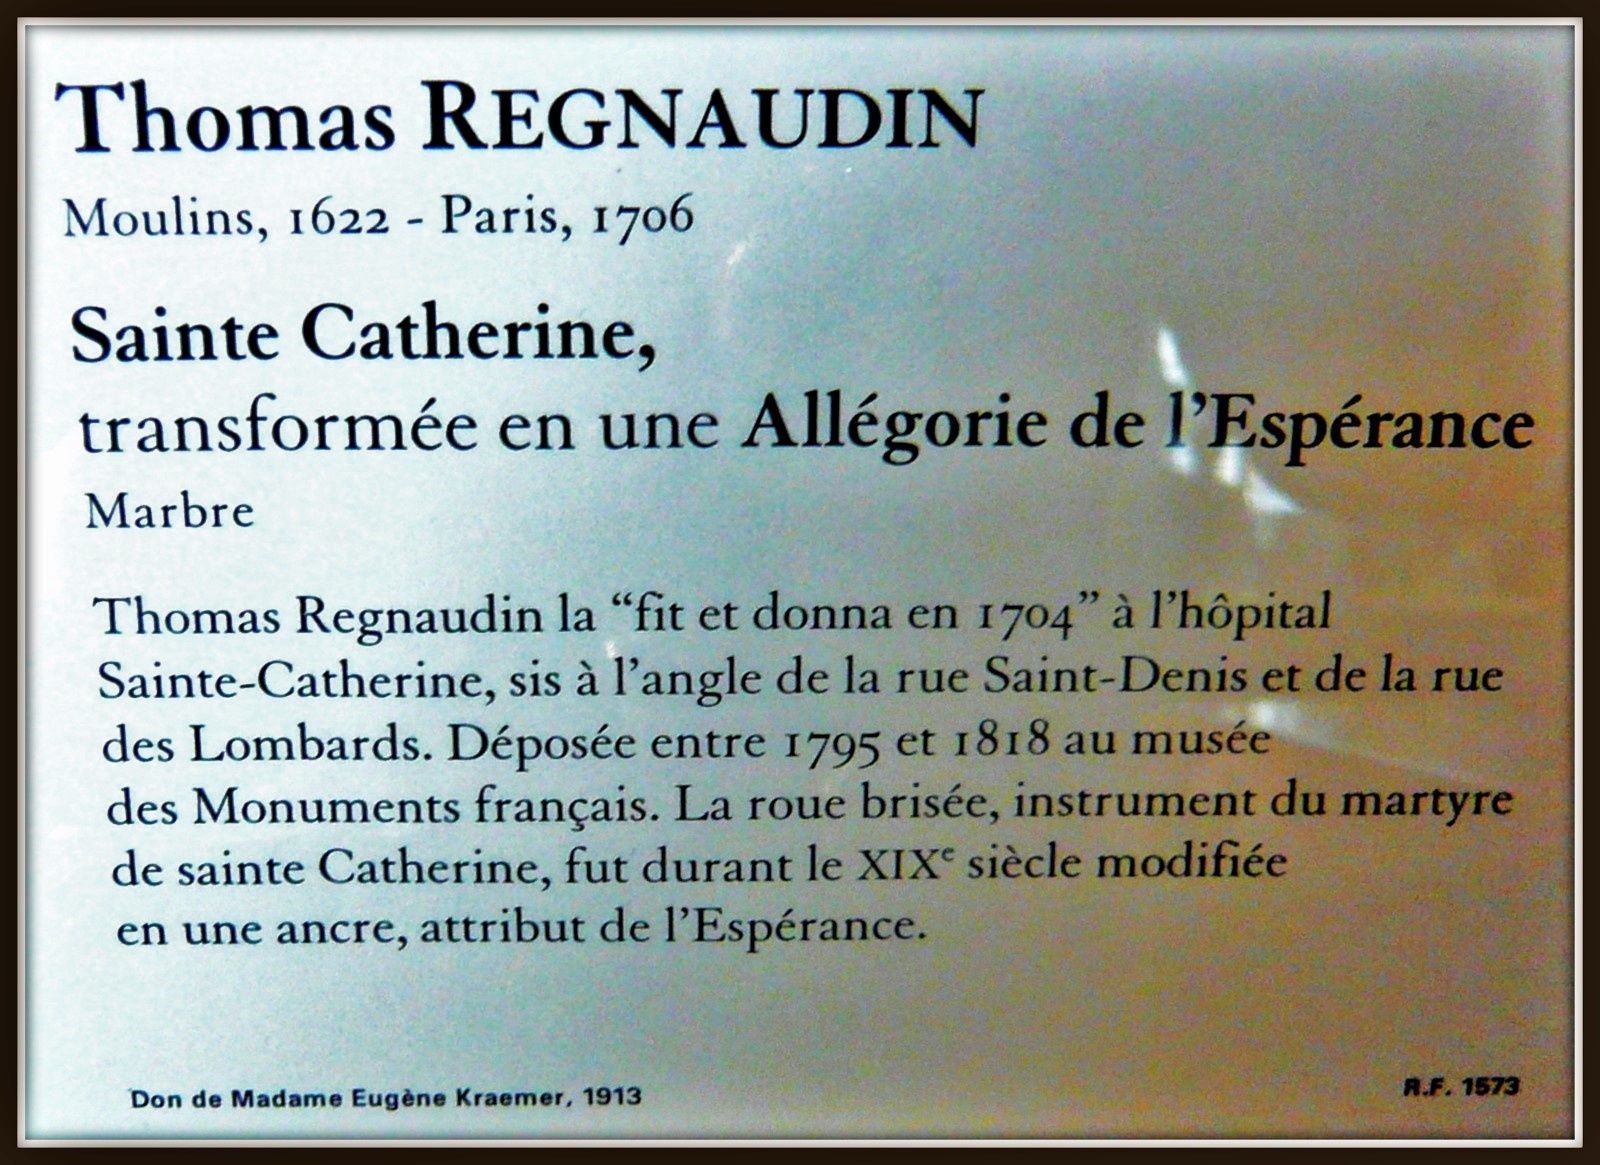 Thomas REGNAUDIN
Moulins, 1622 - Paris, 1706
Sainte Catherine,
transformée en une Allégorie de l'Espérance
Marbre
Thomas Regnaudin la “fit et donna en 1704” à l'hôpital
Sainte-Catherine, sis à l'angle de la rue Saint-Denis et de la rue
des Lombards. Déposée entre 1795 et 1818 au musée
des Monuments français. La roue brisée, instrument du martyre
de sainte Catherine, fut durant le XIXᵉ siècle modifiée
en une ancre, attribut de l'Espérance.
Don de Madame Eugène Kraemer, 1913
R.F. 1573